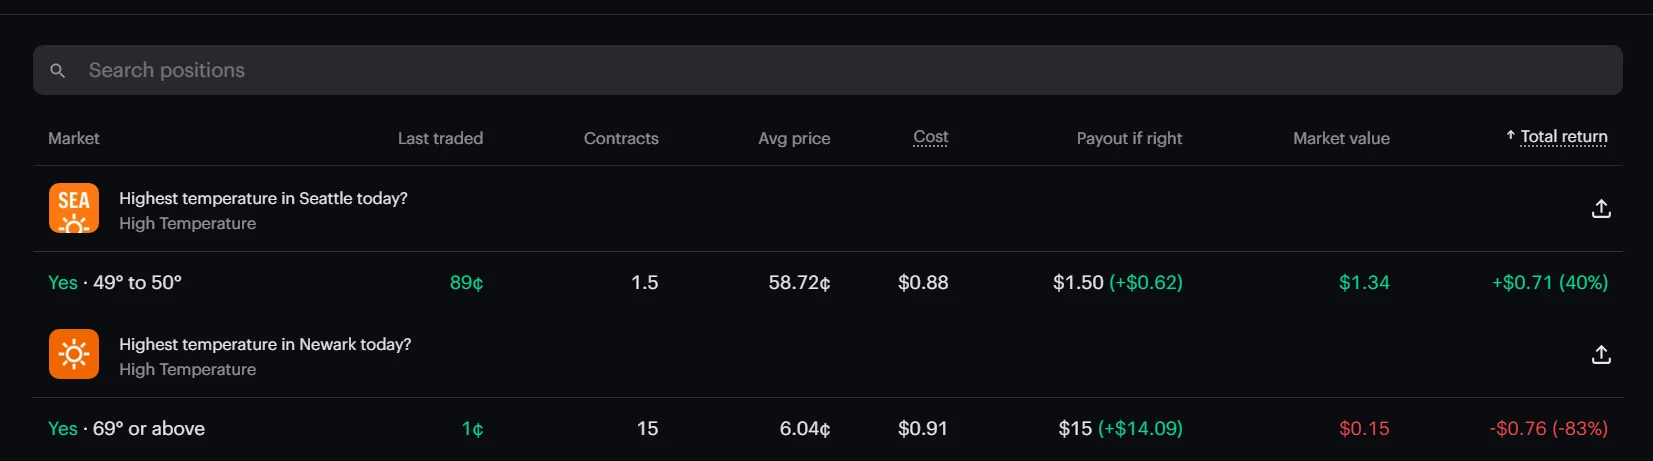 Search positions
Market Last traded Contracts Avg price Cost Payout if right Market value ↑ Total return
SEA
Highest temperature in Seattle today?
High Temperature
Yes · 49° to 50° 89¢ 1.5 58.72¢ $0.88 $1.50 (+$0.62) $1.34 +$0.71 (40%)
Highest temperature in Newark today?
High Temperature
Yes · 69° or above 1¢ 15 6.04¢ $0.91 $15 (+$14.09) $0.15 -$0.76 (-83%)